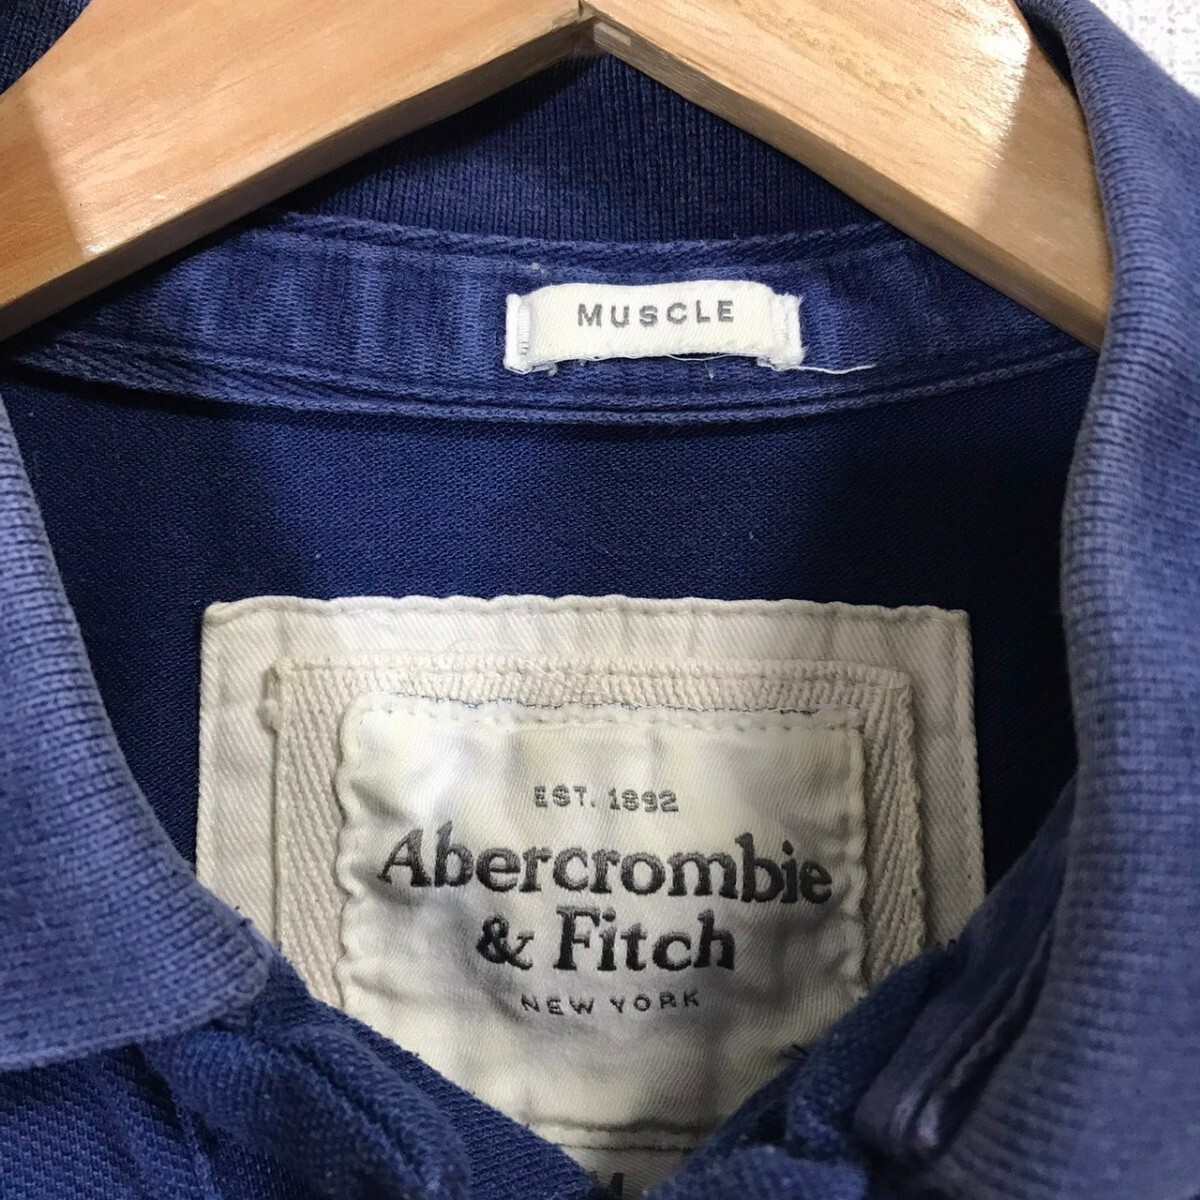 MUSCLE
EST. 1892
Abercrombie
& Fitch
NEW YORK